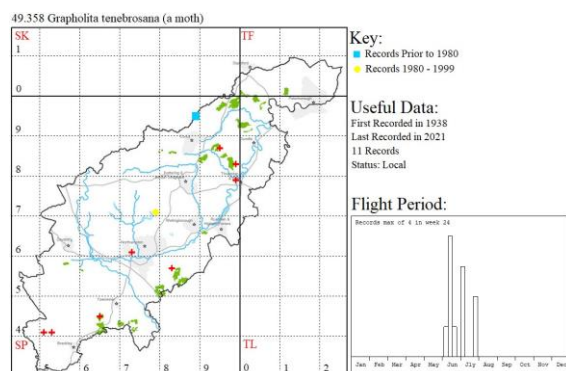 49.358 Grapholita tenebrosana (a moth)
SK
TF
Key:
Records Prior to 1980
Records 1980 - 1999
Useful Data:
First Recorded in 1938
Last Recorded in 2021
11 Records
Status: Local
Flight Period:
Records max of 4 in week 24
Jan Feb Mar Apr May Jun Jly Aug Sep Oct Nov Dec
1
0
9
8
7
6
5
4
SP
TL
5 6 7 8 9 0 1